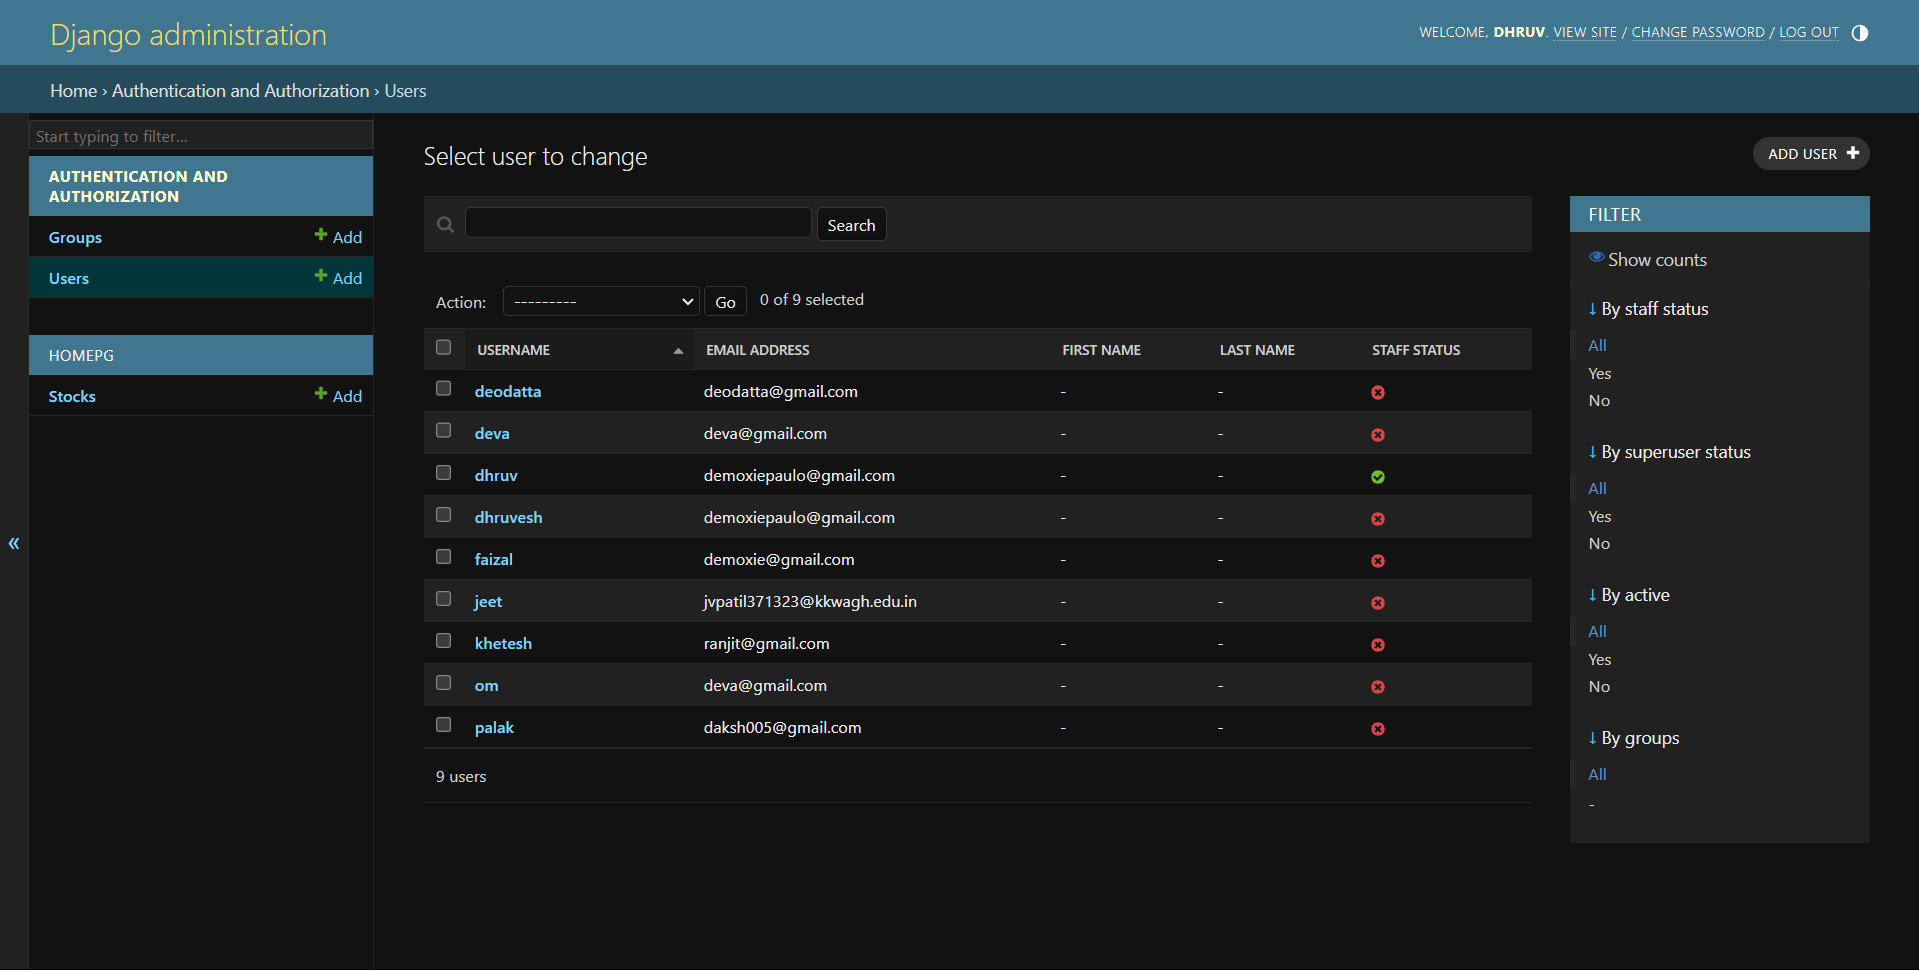 Django administration
WELCOME, DHRUV. VIEW SITE / CHANGE PASSWORD / LOG OUT
Home › Authentication and Authorization › Users
Start typing to filter...
AUTHENTICATION AND
AUTHORIZATION
Groups Add
Users Add
HOMEPG
Stocks Add
«
Select user to change
ADD USER
Search
Action: --------- Go 0 of 9 selected
USERNAME EMAIL ADDRESS FIRST NAME LAST NAME STAFF STATUS
deodatta deodatta@gmail.com - -
deva deva@gmail.com - -
dhruv demoxiepaulo@gmail.com - -
dhruvesh demoxiepaulo@gmail.com - -
faizal demoxie@gmail.com - -
jeet jvpatil371323@kkwagh.edu.in - -
khetesh ranjit@gmail.com - -
om deva@gmail.com - -
palak daksh005@gmail.com - -
9 users
FILTER
Show counts
↓ By staff status
All
Yes
No
↓ By superuser status
All
Yes
No
↓ By active
All
Yes
No
↓ By groups
All
-